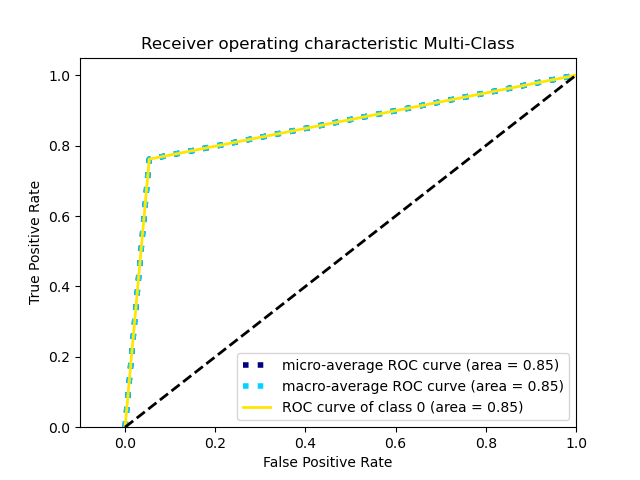 Receiver operating characteristic Multi-Class
1.0
0.8
0.6
0.4
0.2
0.0
True Positive Rate
micro-average ROC curve (area = 0.85)
macro-average ROC curve (area = 0.85)
ROC curve of class 0 (area = 0.85)
0.0 0.2 0.4 0.6 0.8 1.0
False Positive Rate